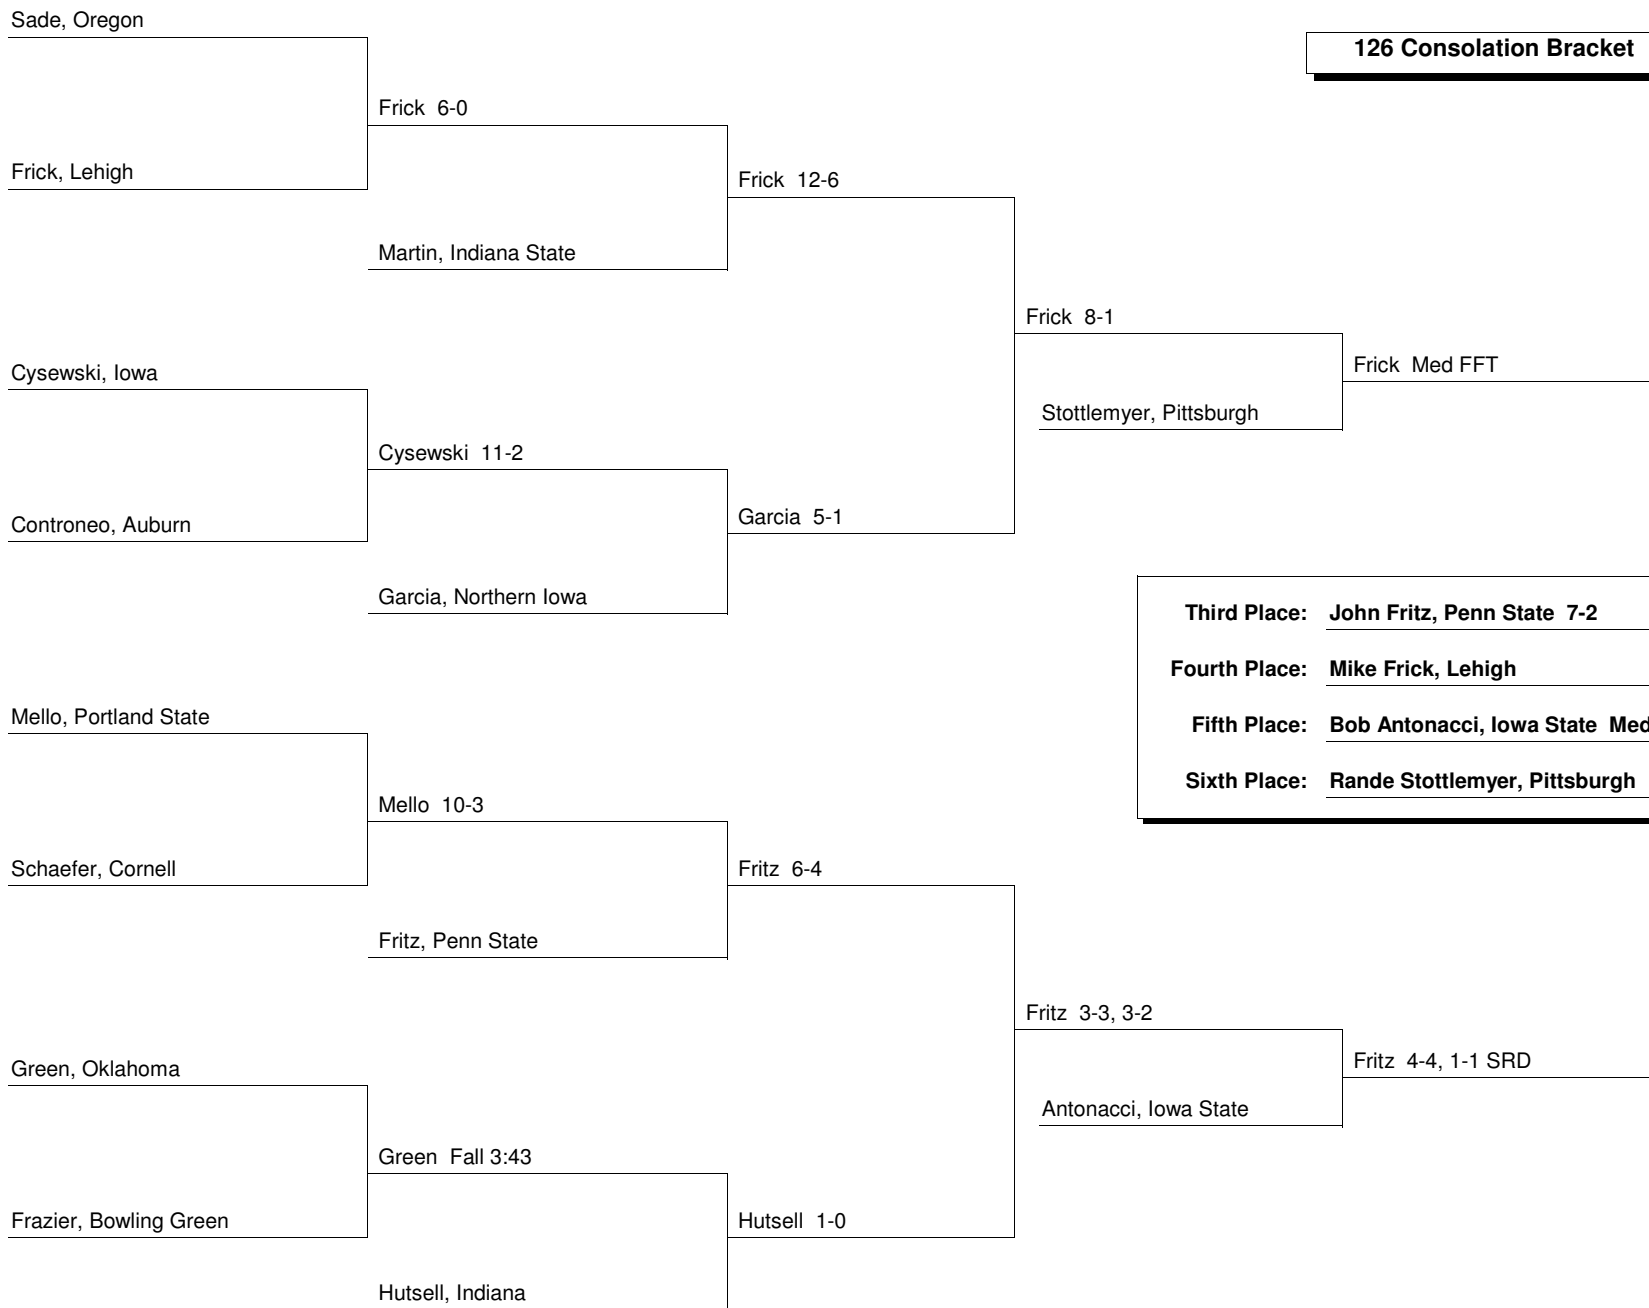 Sade, Oregon
126 Consolation Bracket
Frick  6-0
Frick, Lehigh
Frick  12-6
Martin, Indiana State
Frick  8-1
Cysewski, Iowa
Frick  Med FFT
Stottlemyer, Pittsburgh
Cysewski  11-2
Controneo, Auburn
Garcia  5-1
Garcia, Northern Iowa
Third Place: John Fritz, Penn State  7-2
Fourth Place: Mike Frick, Lehigh
Fifth Place: Bob Antonacci, Iowa State  Med
Sixth Place: Rande Stottlemyer, Pittsburgh
Mello, Portland State
Mello  10-3
Schaefer, Cornell
Fritz  6-4
Fritz, Penn State
Fritz  3-3, 3-2
Green, Oklahoma
Fritz  4-4, 1-1 SRD
Antonacci, Iowa State
Green  Fall 3:43
Frazier, Bowling Green
Hutsell  1-0
Hutsell, Indiana